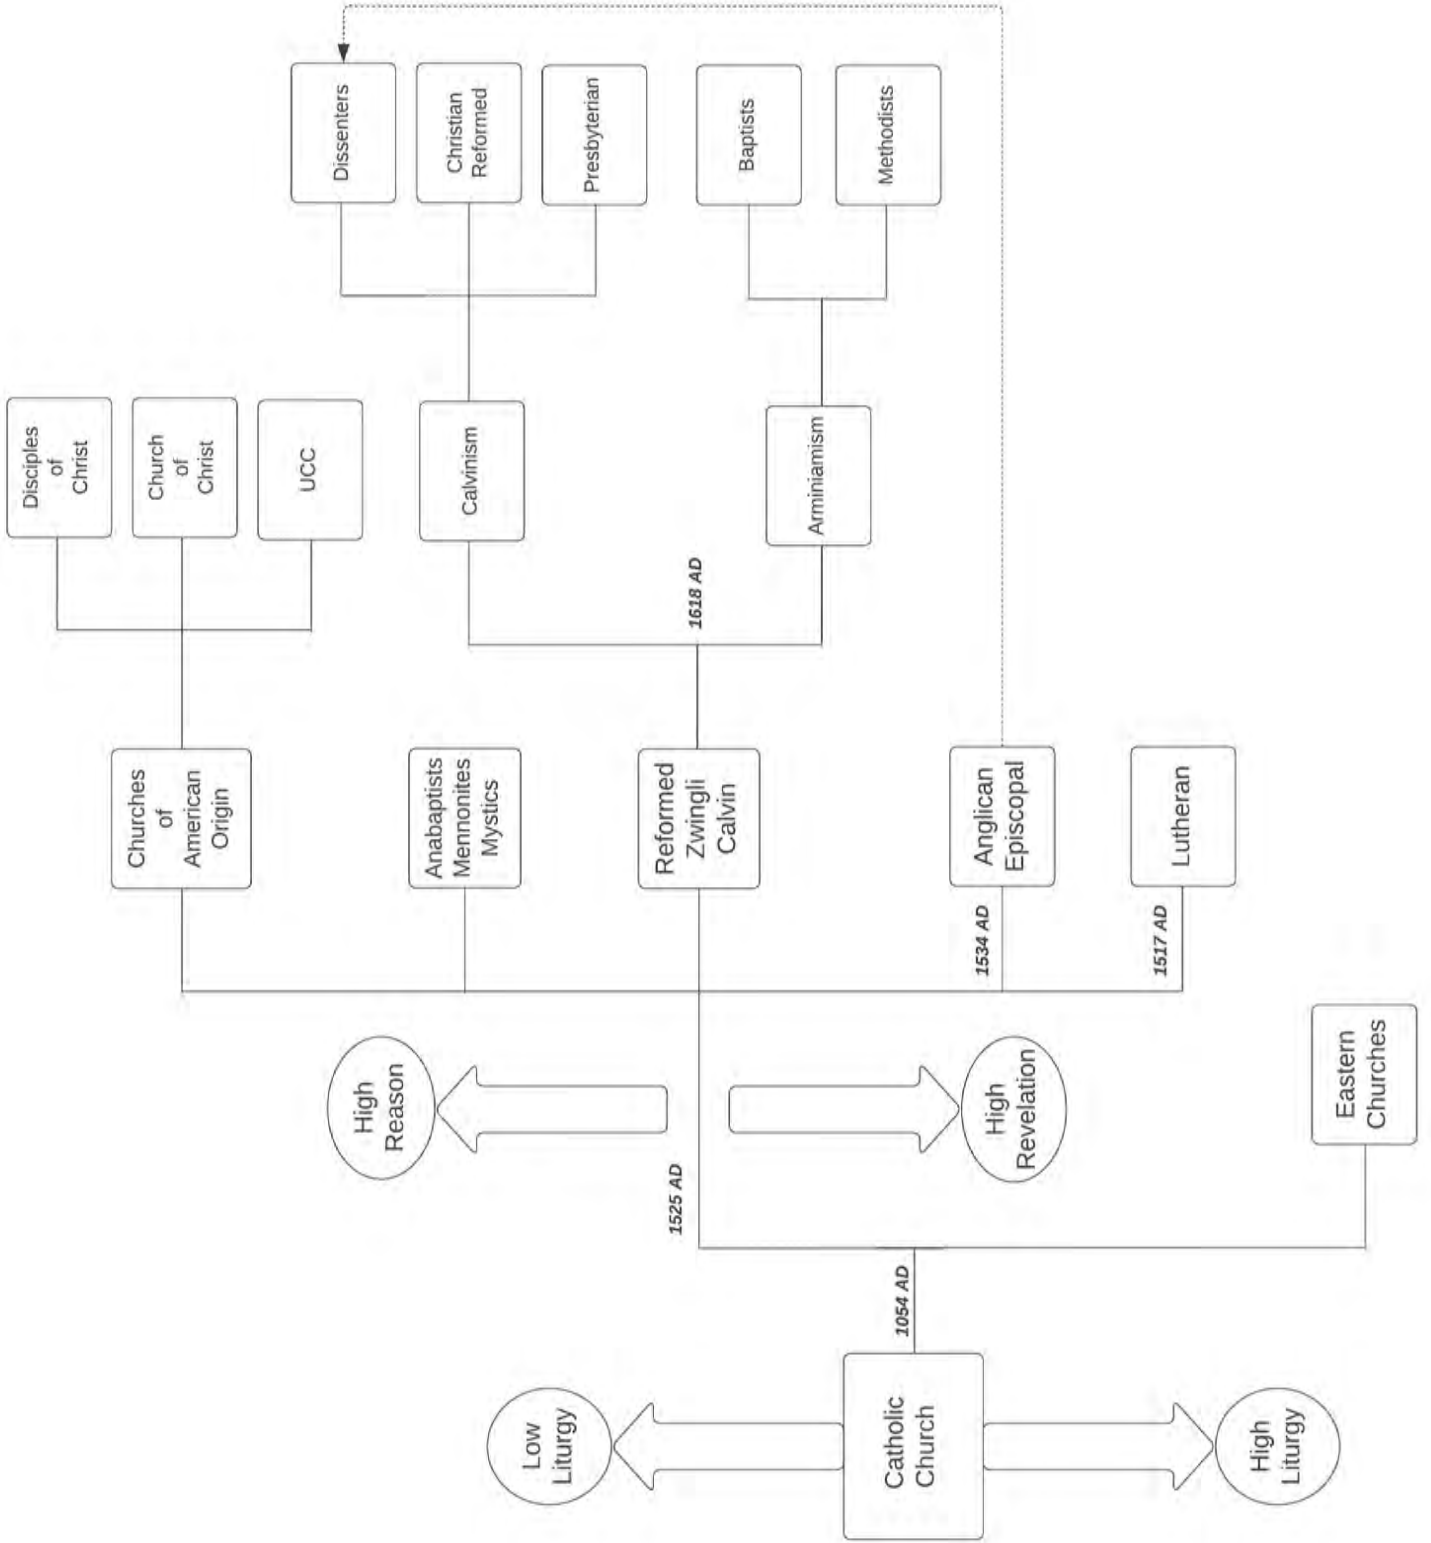 Low
Liturgy
Catholic
Church
High
Liturgy
1054 AD
1525 AD
Eastern
Churches
High
Reason
High
Revelation
1534 AD
1517 AD
Churches
of
American
Origin
Anabaptists
Mennonites
Mystics
Reformed
Zwingli
Calvin
Anglican
Episcopal
Lutheran
1618 AD
Disciples
of
Christ
Church
of
Christ
UCC
Calvinism
Arminiamism
Dissenters
Christian
Reformed
Presbyterian
Baptists
Methodists